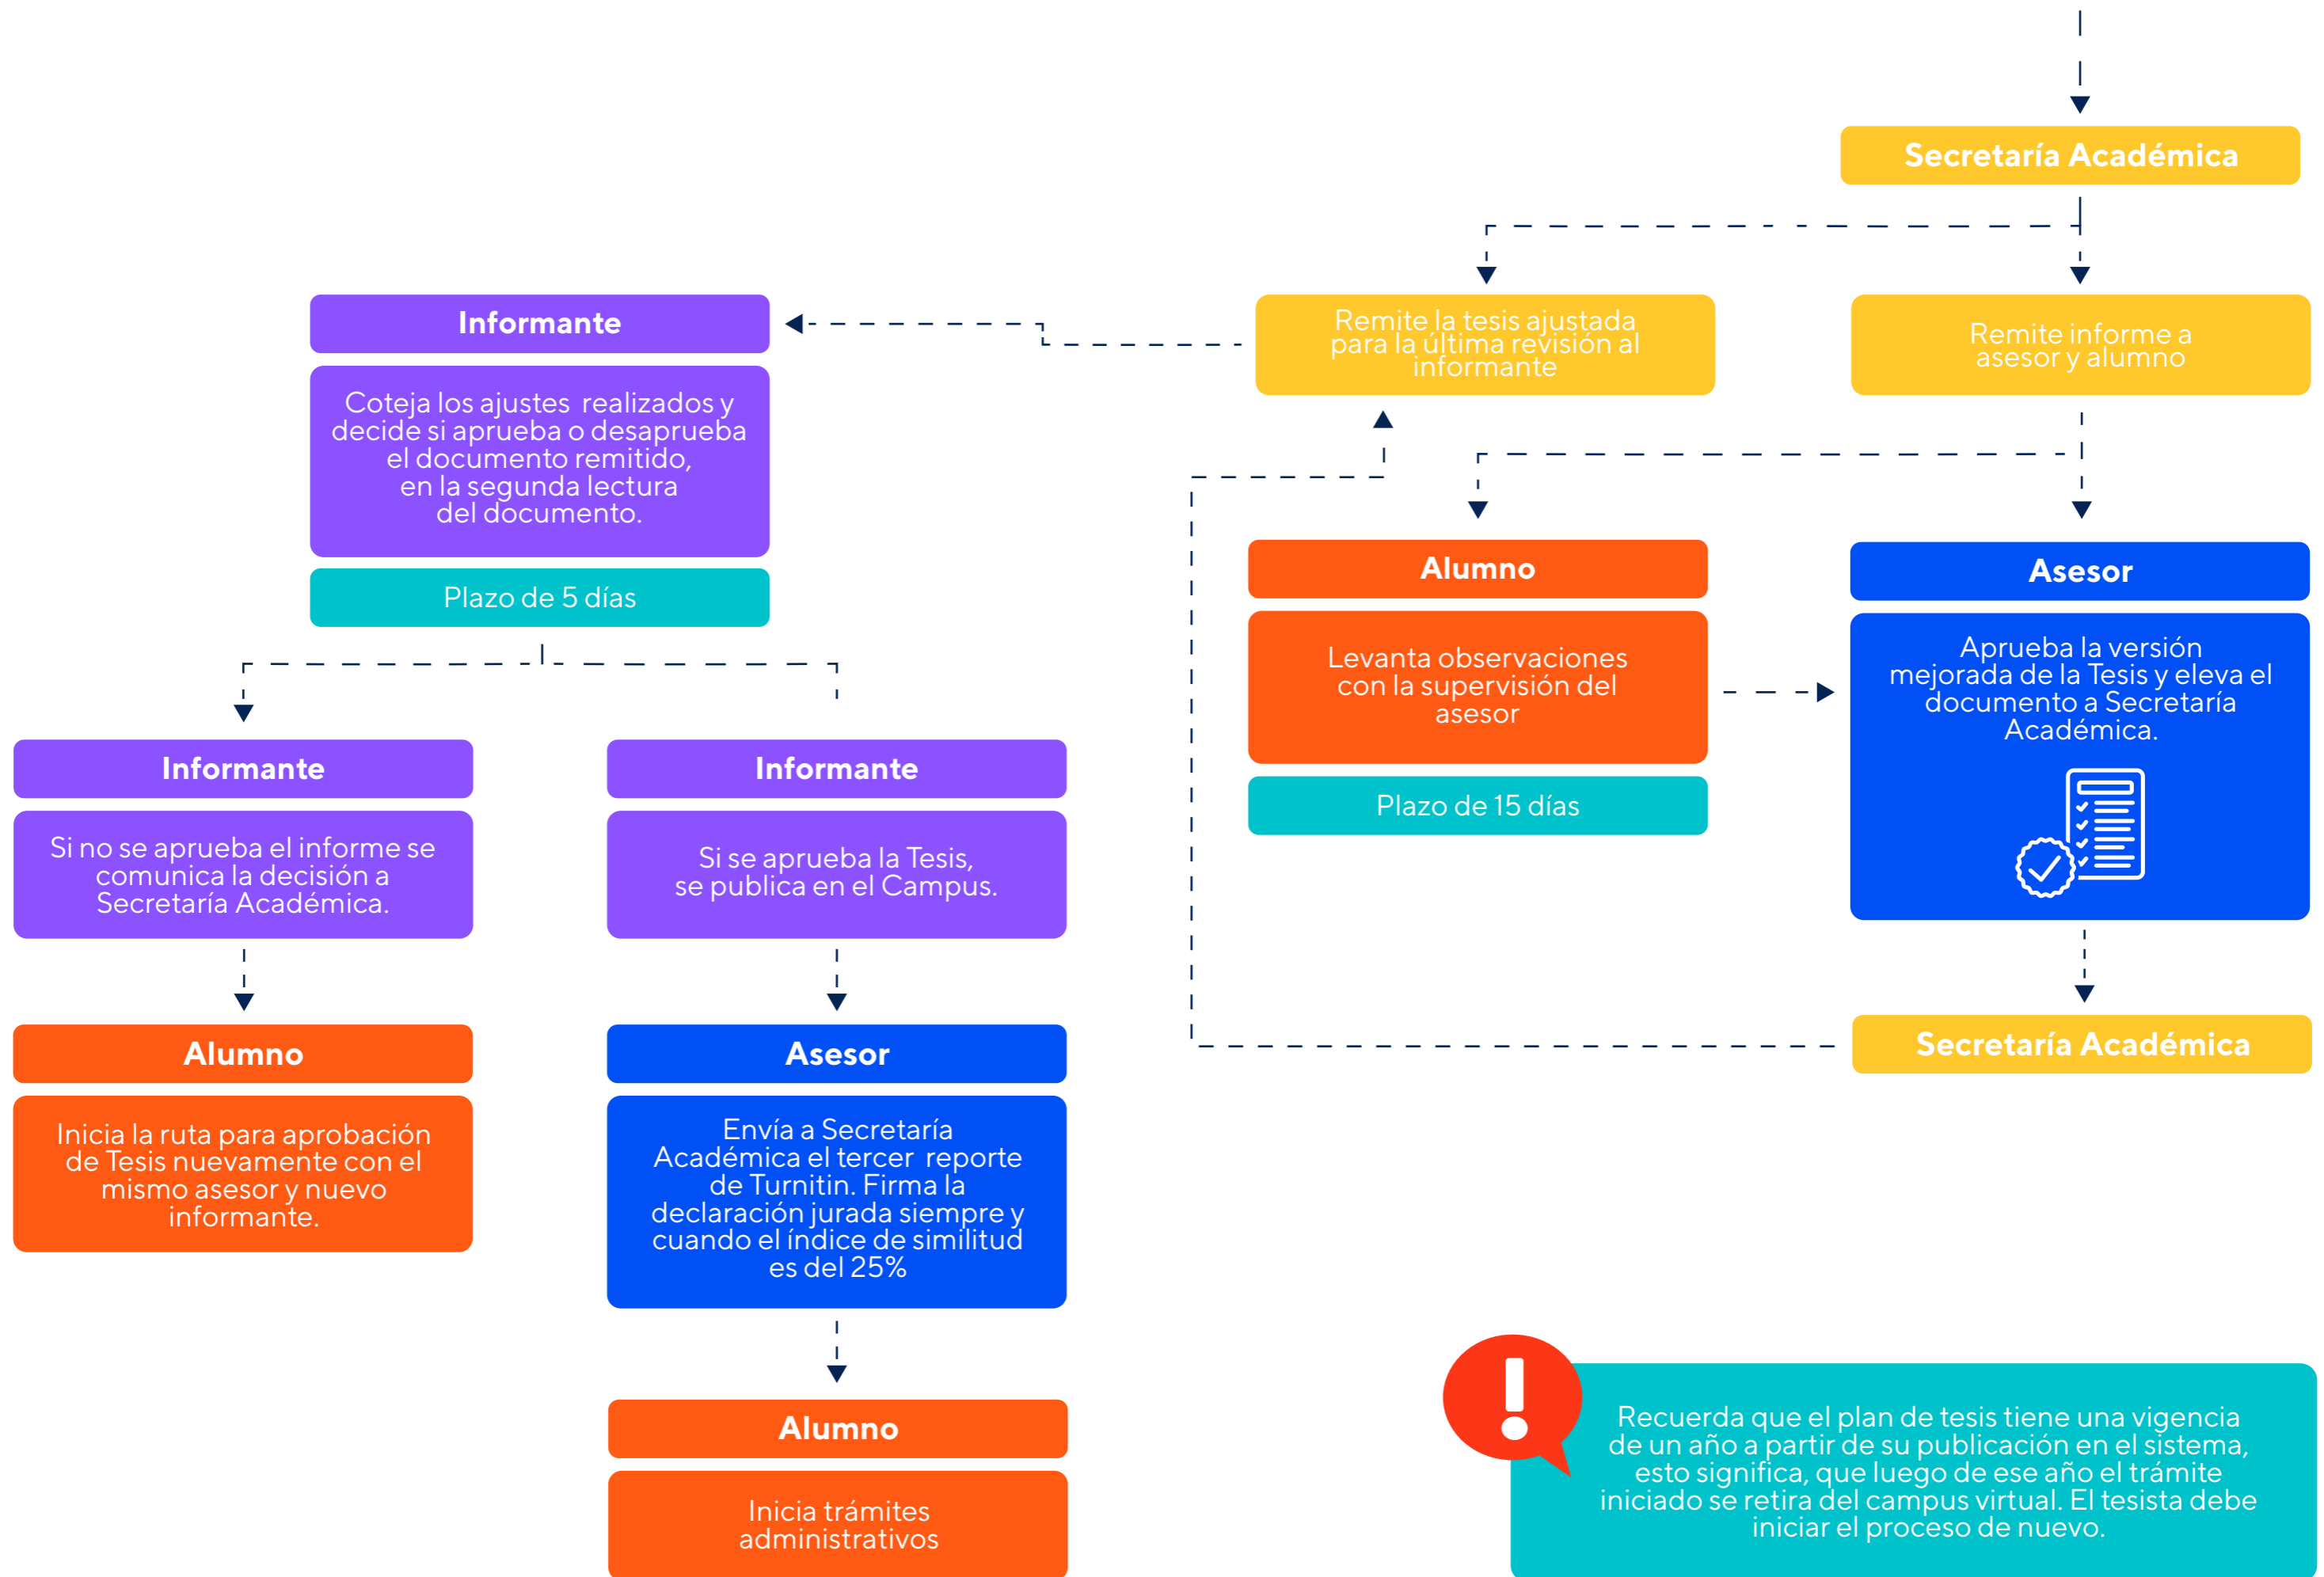 Secretaría Académica
Remite la tesis ajustada
para la última revisión al
informante
Remite informe a
asesor y alumno
Informante
Coteja los ajustes realizados y
decide si aprueba o desaprueba
el documento remitido,
en la segunda lectura
del documento.
Plazo de 5 días
Alumno
Levanta observaciones
con la supervisión del
asesor
Plazo de 15 días
Asesor
Aprueba la versión
mejorada de la Tesis y eleva el
documento a Secretaría
Académica.
Secretaría Académica
Informante
Si no se aprueba el informe se
comunica la decisión a
Secretaría Académica.
Informante
Si se aprueba la Tesis,
se publica en el Campus.
Alumno
Inicia la ruta para aprobación
de Tesis nuevamente con el
mismo asesor y nuevo
informante.
Asesor
Envía a Secretaría
Académica el tercer reporte
de Turnitin. Firma la
declaración jurada siempre y
cuando el índice de similitud
es del 25%
Alumno
Inicia trámites
administrativos
Recuerda que el plan de tesis tiene una vigencia
de un año a partir de su publicación en el sistema,
esto significa, que luego de ese año el trámite
iniciado se retira del campus virtual. El tesista debe
iniciar el proceso de nuevo.